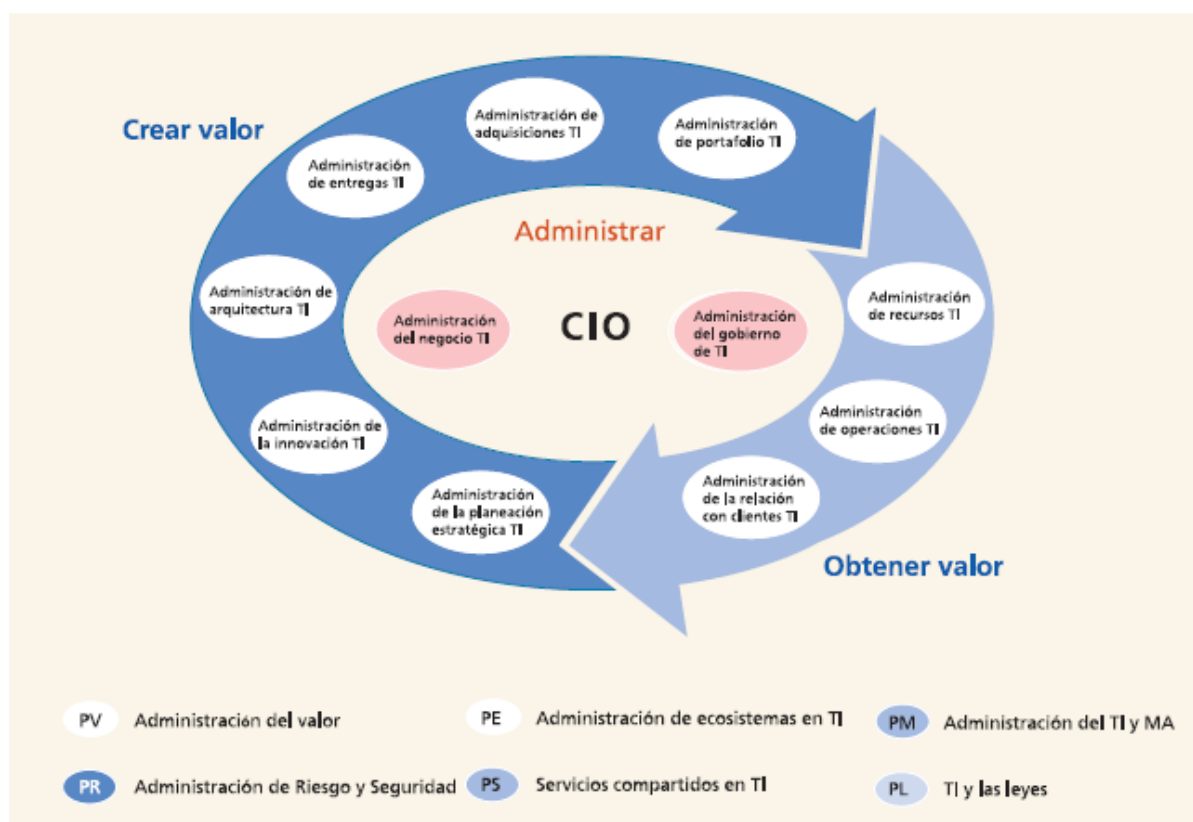 Crear valor
Administración de
adquisiciones TI
Administración
de portafolio TI
Administración
de entregas TI
Administrar
Administración de
arquitectura TI
Administración
del negocio TI
CIO
Administración
del gobierno
de TI
Administración
de recursos TI
Administración de
la innovación TI
Administración
de operaciones TI
Administración
de la planeación
estratégica TI
Administración
de la relación
con clientes TI
Obtener valor
PV Administración del valor
PE Administración de ecosistemas en TI
PM Administración del TI y MA
PR Administración de Riesgo y Seguridad
PS Servicios compartidos en TI
PL TI y las leyes